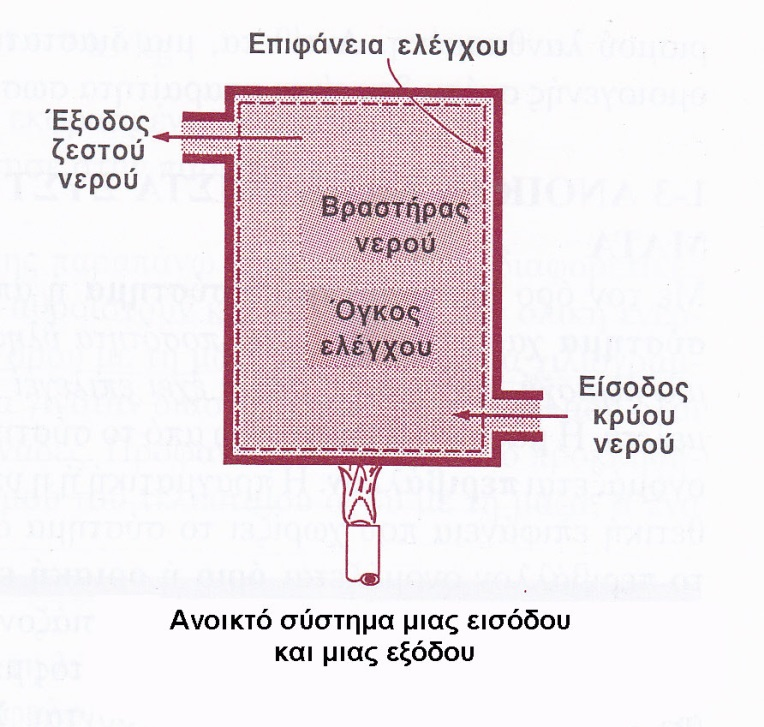 Επιφάνεια ελέγχου
Έξοδος
ζεστού
νερού
Βραστήρας
νερού
Όγκος
ελέγχου
Είσοδος
κρύου
νερού
Ανοικτό σύστημα μιας εισόδου
και μιας εξόδου